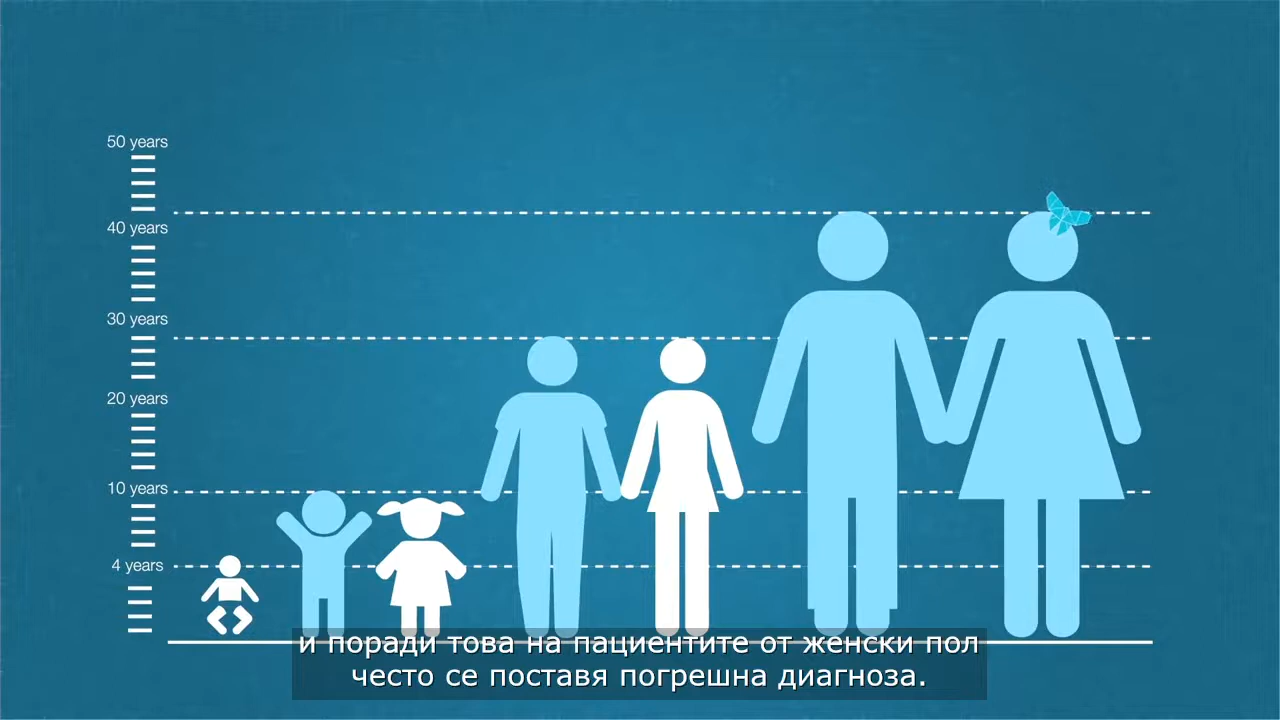 50 years
40 years
30 years
20 years
10 years
4 years
и поради това на пациентите от женски пол
често се поставя погрешна диагноза.